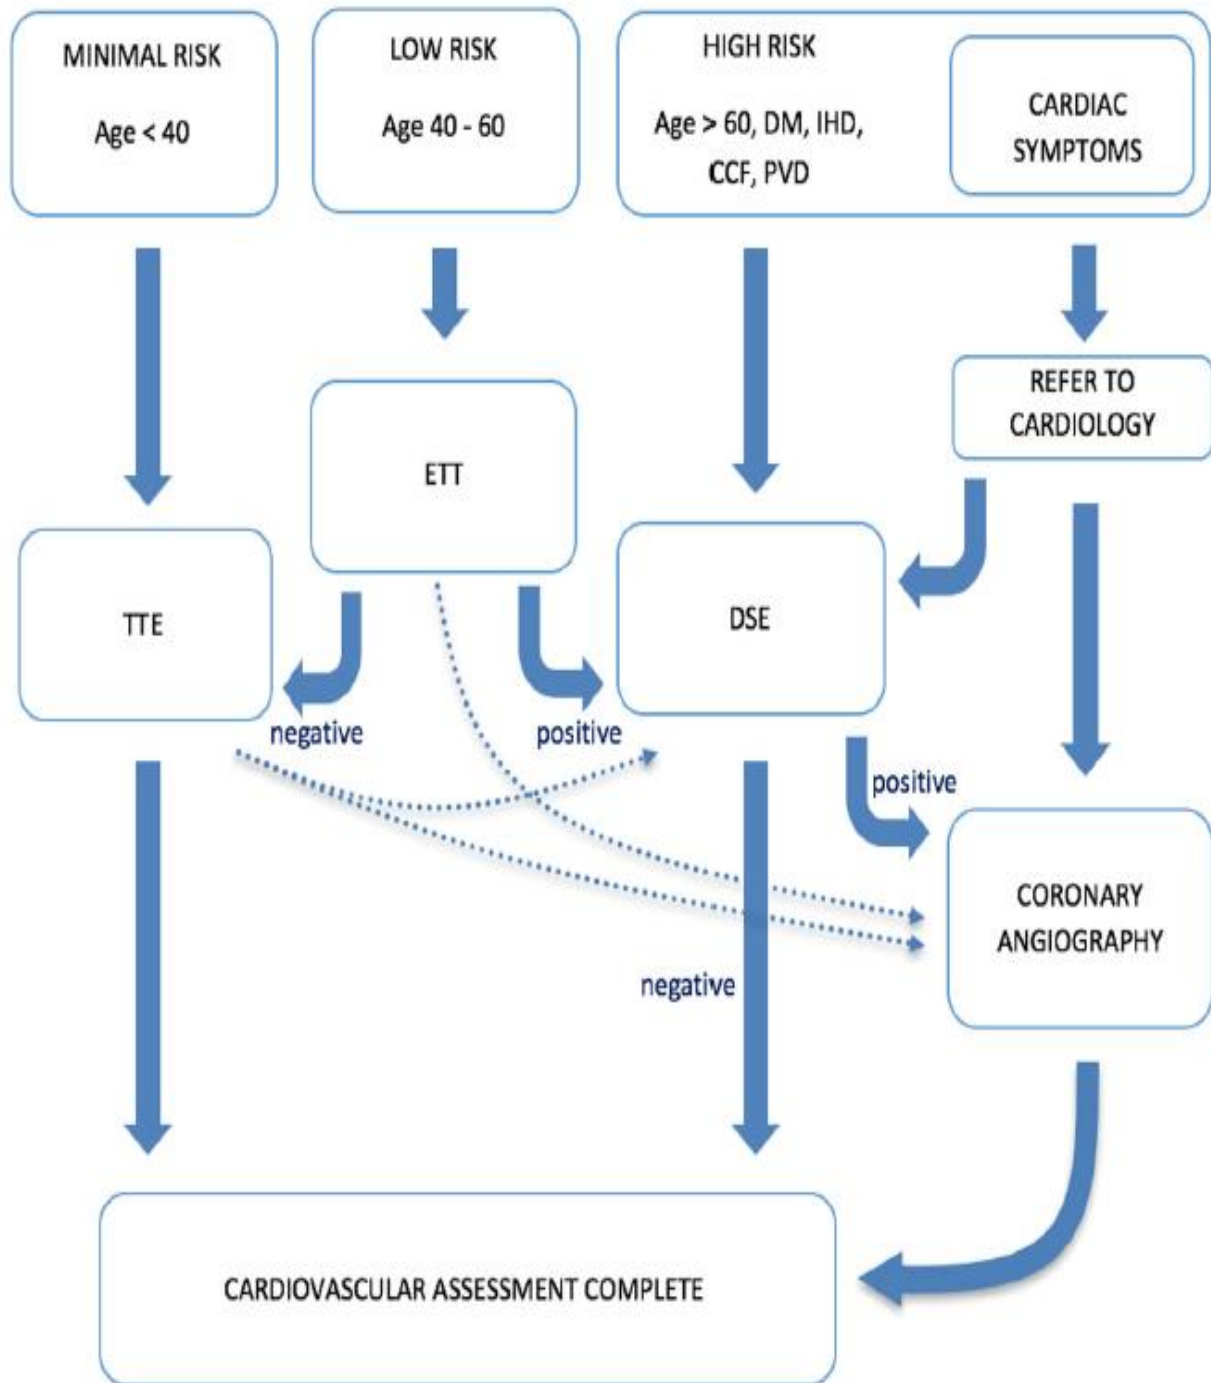 MINIMAL RISK
Age < 40
LOW RISK
Age 40 - 60
HIGH RISK
Age > 60, DM, IHD,
CCF, PVD
CARDIAC
SYMPTOMS
REFER TO
CARDIOLOGY
ETT
TTE
DSE
negative
positive
positive
CORONARY
ANGIOGRAPHY
negative
CARDIOVASCULAR ASSESSMENT COMPLETE